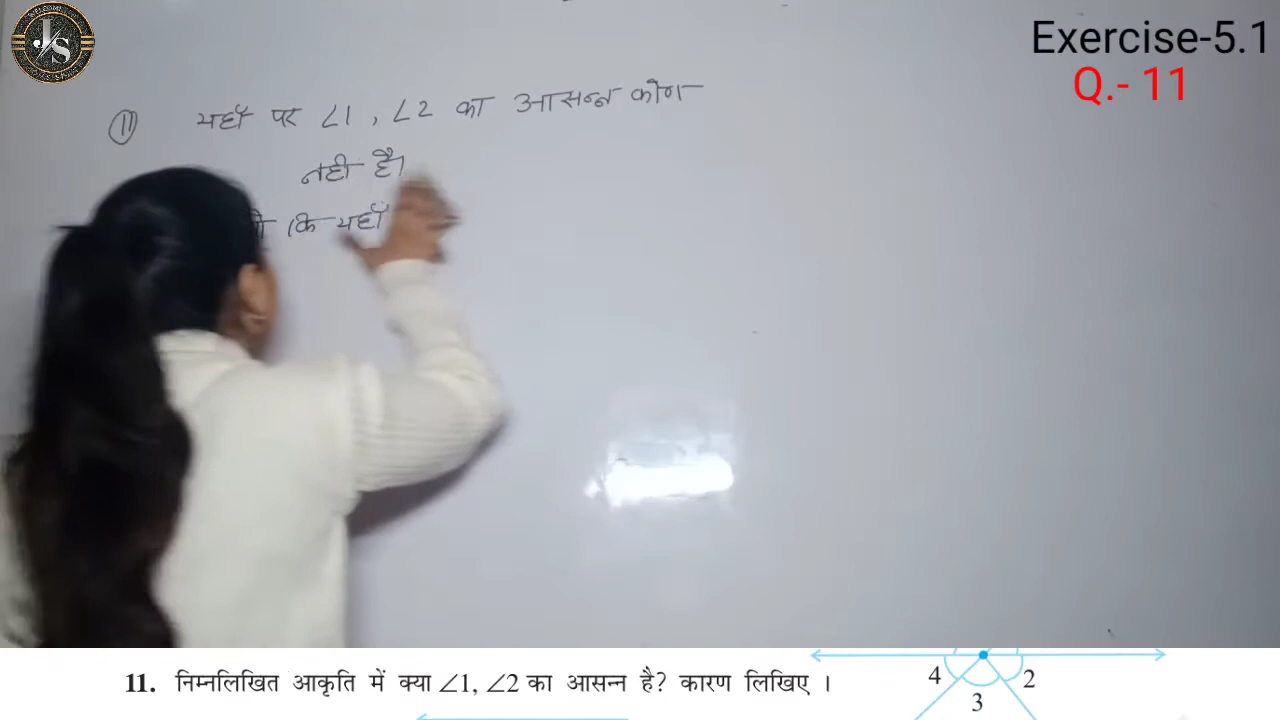 WELCOME
J/S
Exercise-5.1
Q.- 11
11 यहाँ पर ∠1, ∠2 का आसन्न कोण
नही है।
कि यहाँ
11. निम्नलिखित आकृति में क्या ∠1, ∠2 का आसन्न है? कारण लिखिए ।
4
2
3